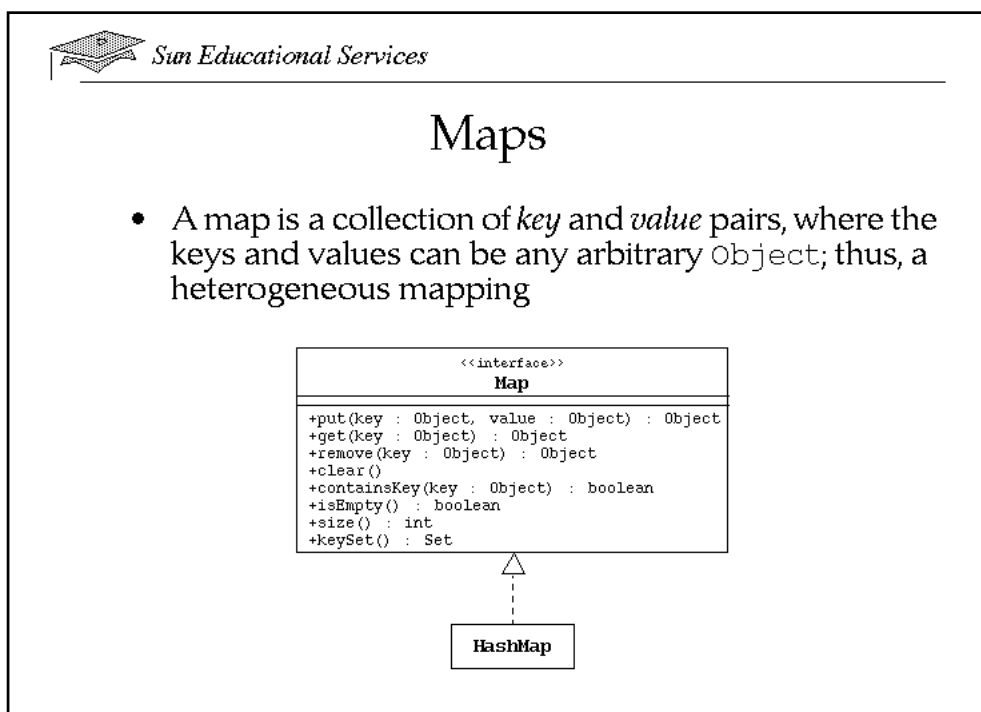 Sun Educational Services
Maps
• A map is a collection of key and value pairs, where the
keys and values can be any arbitrary Object; thus, a
heterogeneous mapping
<<interface>>
Map
+put(key : Object, value : Object) : Object
+get(key : Object) : Object
+remove(key : Object) : Object
+clear()
+containsKey(key : Object) : boolean
+isEmpty() : boolean
+size() : int
+keySet() : Set
HashMap